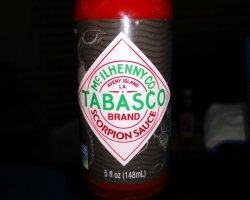 McILHENNY CO.
AVERY ISLAND
LA.
TABASCO
BRAND
SCORPION SAUCE
5 fl oz (148mL)